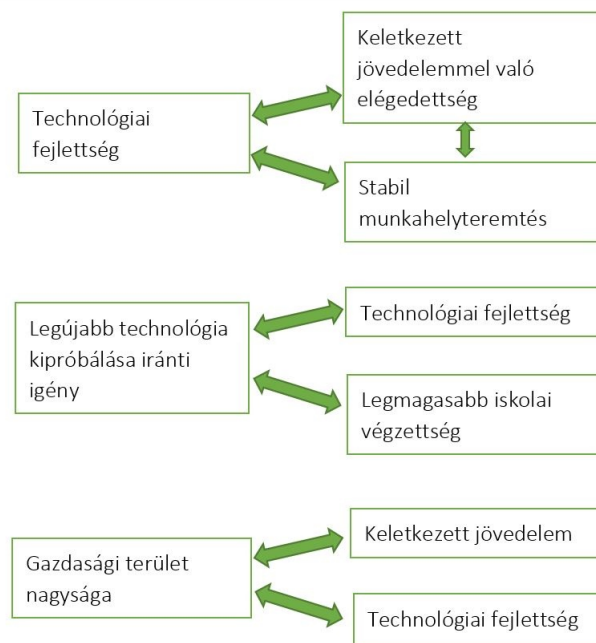 Keletkezett
jövedelemmel való
elégedettség
Technológiai
fejlettség
Stabil
munkahelyteremtés
Legújabb technológia
kipróbálása iránti
igény
Technológiai fejlettség
Legmagasabb iskolai
végzettség
Gazdasági terület
nagysága
Keletkezett jövedelem
Technológiai fejlettség